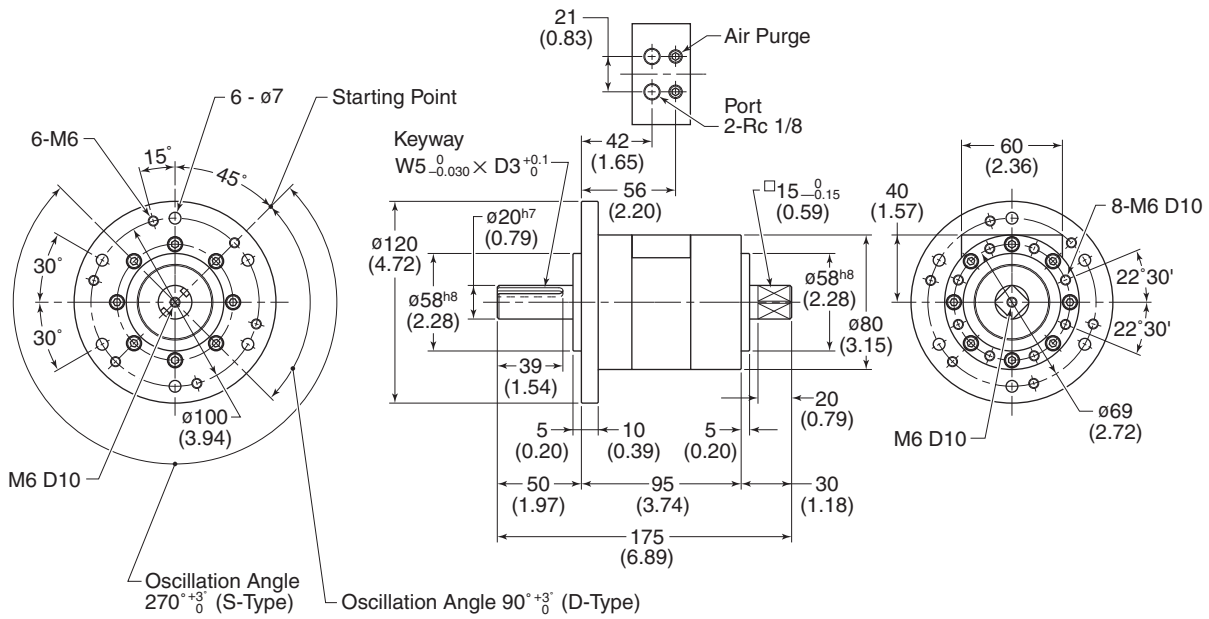 21
(0.83)
Air Purge
Port
2-Rc 1/8
6 - ø7
Starting Point
6-M6
15°
45°
Keyway
W5 0 -0.030 × D3 +0.1 0
42
(1.65)
56
(2.20)
□15 0 -0.15
(0.59)
60
(2.36)
40
(1.57)
8-M6 D10
ø20h7
(0.79)
ø120
(4.72)
ø58h8
(2.28)
ø58h8
(2.28)
ø80
(3.15)
30°
30°
22°30'
22°30'
39
(1.54)
20
(0.79)
ø100
(3.94)
ø69
(2.72)
5
(0.20)
10
(0.39)
5
(0.20)
M6 D10
M6 D10
50
(1.97)
95
(3.74)
30
(1.18)
175
(6.89)
Oscillation Angle
270° +3° 0 (S-Type)
Oscillation Angle 90° +3° 0 (D-Type)